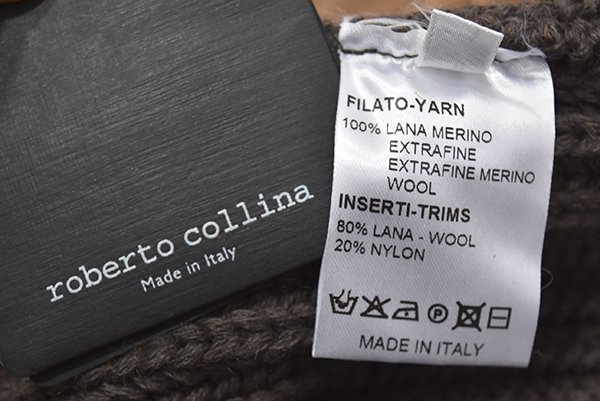 roberto collina
Made in Italy
FILATO-YARN
100% LANA MERINO
EXTRAFINE
EXTRAFINE MERINO
WOOL
INSERTI-TRIMS
80% LANA - WOOL
20% NYLON
P
MADE IN ITALY